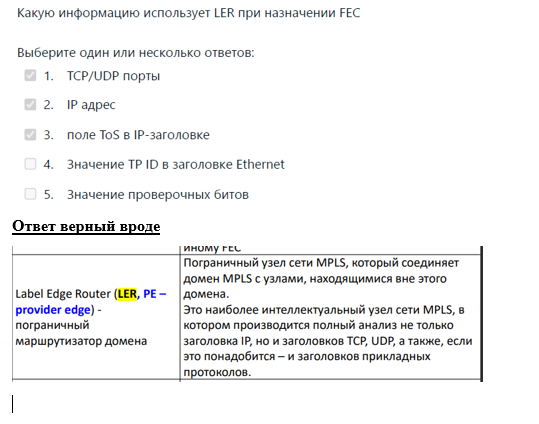 Какую информацию использует LER при назначении FEC
Выберите один или несколько ответов:
1. TCP/UDP порты
2. IP адрес
3. поле ToS в IP-заголовке
4. Значение TP ID в заголовке Ethernet
5. Значение проверочных битов
Ответ верный вроде
иному FEC
Label Edge Router (LER, PE –
provider edge) -
пограничный
маршрутизатор домена
Пограничный узел сети MPLS, который соединяет
домен MPLS с узлами, находящимися вне этого
домена.
Это наиболее интеллектуальный узел сети MPLS, в
котором производится полный анализ не только
заголовка IP, но и заголовков TCP, UDP, а также, если
это понадобится – и заголовков прикладных
протоколов.